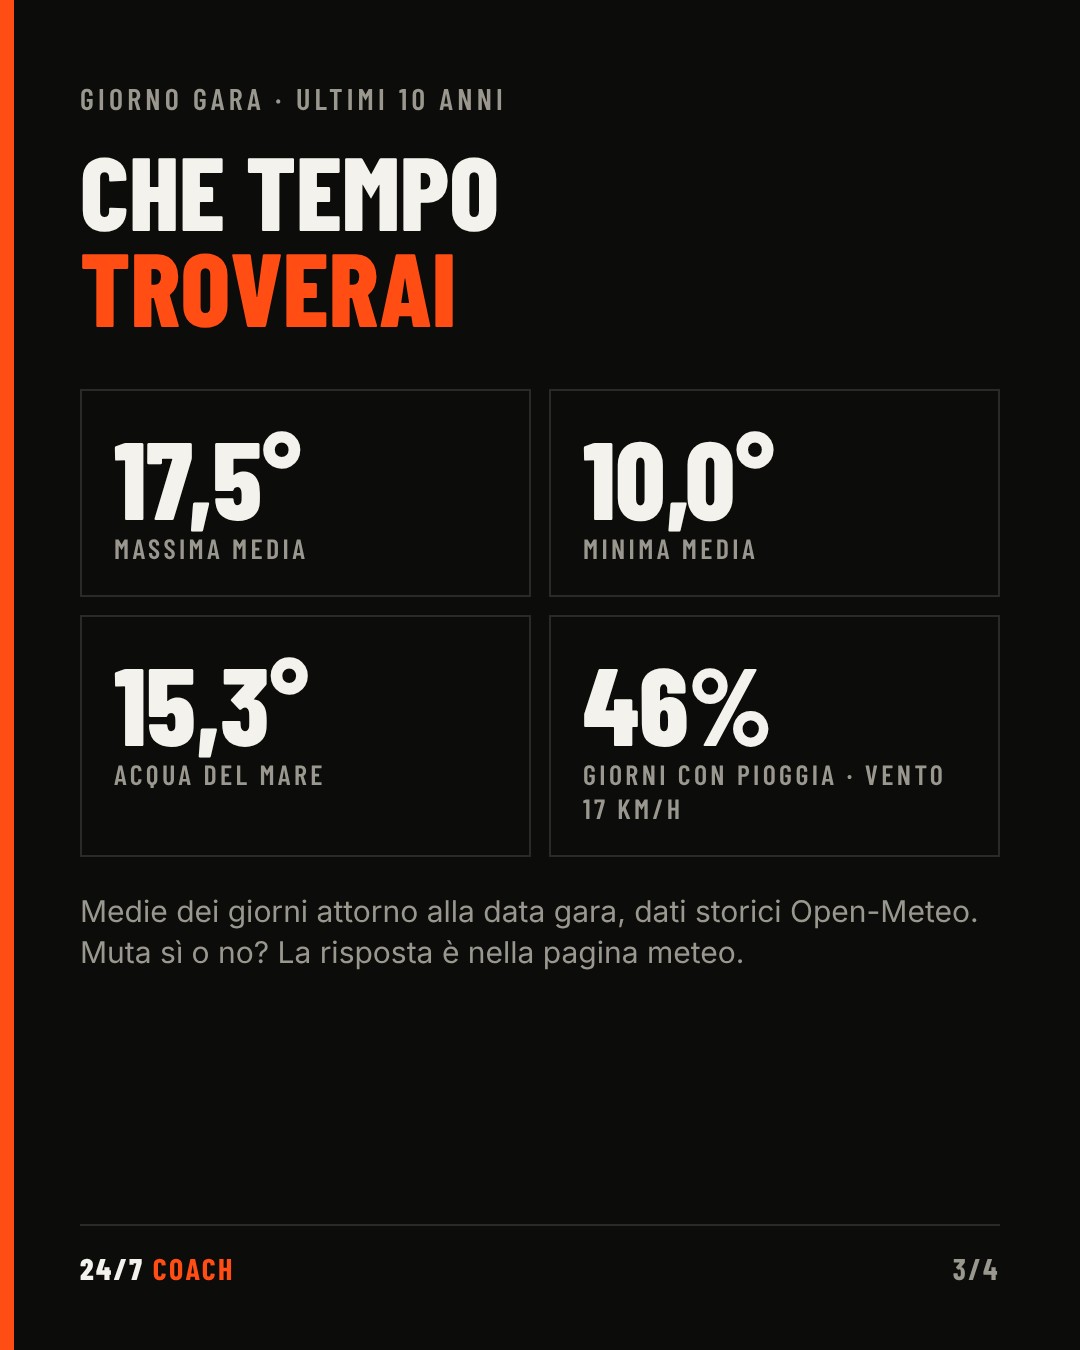 GIORNO GARA · ULTIMI 10 ANNI
CHE TEMPO
TROVERAI
17,5°
MASSIMA MEDIA
10,0°
MINIMA MEDIA
15,3°
ACQUA DEL MARE
46%
GIORNI CON PIOGGIA · VENTO
17 KM/H
Medie dei giorni attorno alla data gara, dati storici Open-Meteo.
Muta sì o no? La risposta è nella pagina meteo.
24/7 COACH
3/4